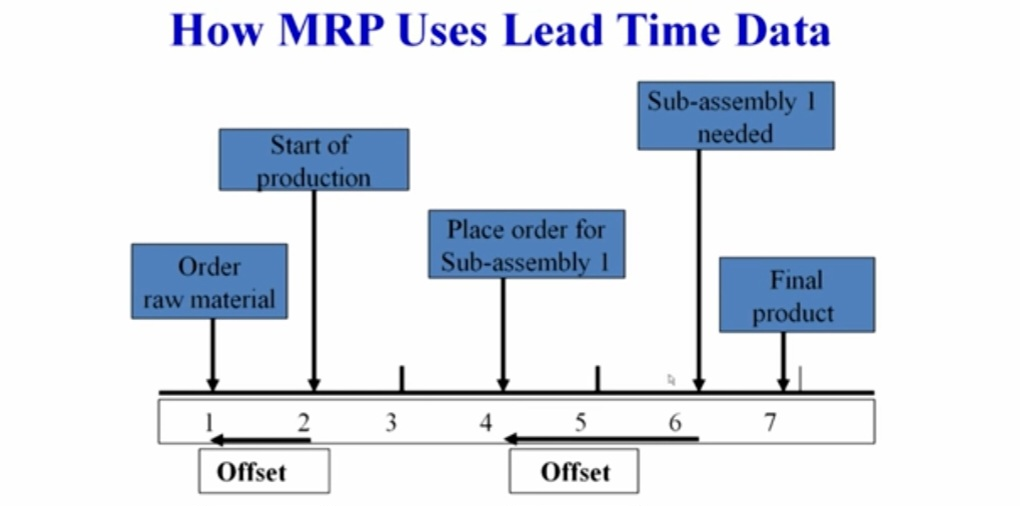 How MRP Uses Lead Time Data
Sub-assembly 1
needed
Start of
production
Place order for
Sub-assembly 1
Order
raw material
Final
product
1 2 3 4 5 6 7
Offset Offset